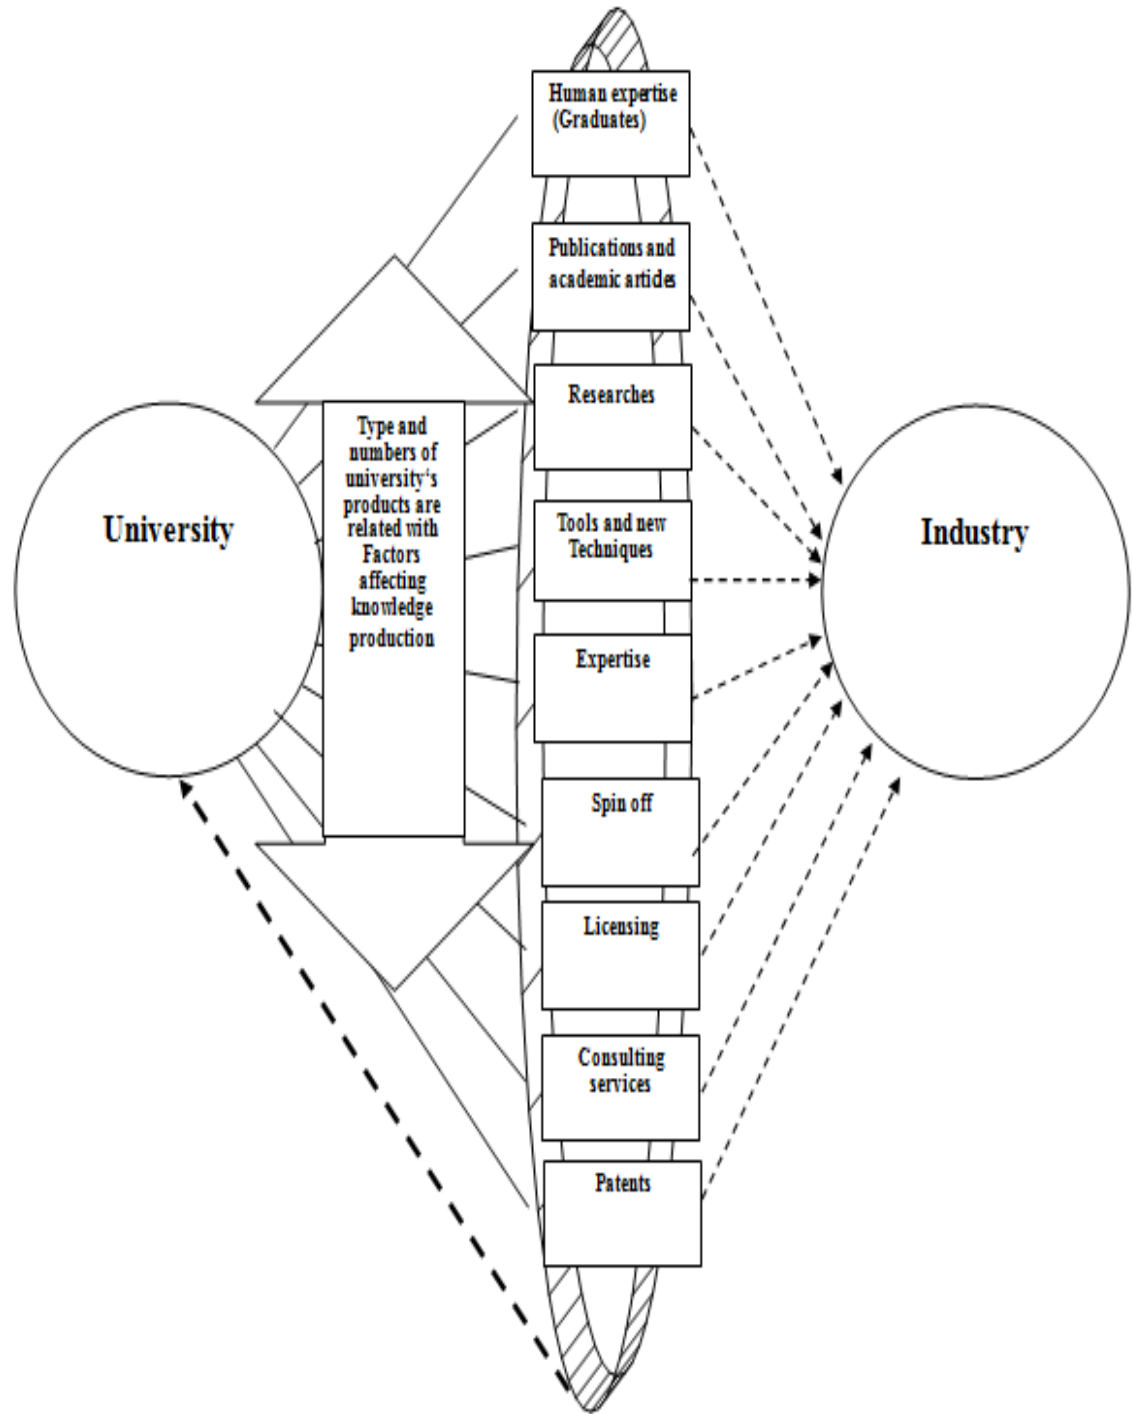 Human expertise
(Graduates)
Publications and
academic articles
Researches
Tools and new
Techniques
Expertise
Spin off
Licensing
Consulting
services
Patents
University
Type and
numbers of
university‘s
products are
related with
Factors
affecting
knowledge
production
Industry